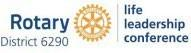 Rotary
District 6290
life
leadership
conference